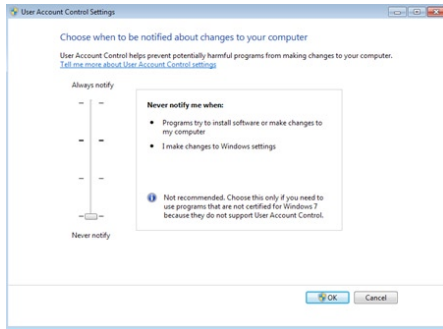 User Account Control Settings
Choose when to be notified about changes to your computer
User Account Control helps prevent potentially harmful programs from making changes to your computer.
Tell me more about User Account Control settings
Always notify
Never notify me when:
Programs try to install software or make changes to
my computer
I make changes to Windows settings
Not recommended. Choose this only if you need to
use programs that are not certified for Windows 7
because they do not support User Account Control.
Never notify
OK
Cancel